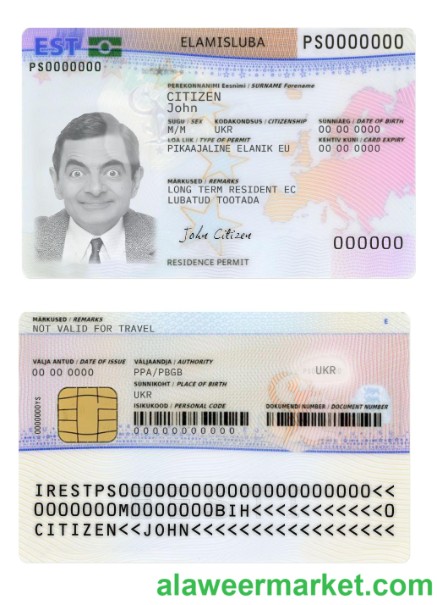 EST ELAMISLUBA PS0000000
PS0000000
PEREKONNANIMI Eesnimi / SURNAME Forename
CITIZEN
John
SUGU / SEX KODAKONDSUS / CITIZENSHIP SÜNNIAEG / DATE OF BIRTH
M/M UKR 00 00 0000
LOA LIIK / TYPE OF PERMIT KEHTIV KUNI / CARD EXPIRY
PIKAAJALINE ELANIK EU 00 00 0000
MÄRKUSED / REMARKS
LONG TERM RESIDENT EC
LUBATUD TOOTADA
John Citizen
000000
RESIDENCE PERMIT
MÄRKUSED / REMARKS
NOT VALID FOR TRAVEL
VÄLJA ANTUD / DATE OF ISSUE VÄLJAANDJA / AUTHORITY
00 00 0000 PPA/PBGB
UKR
SÜNNIKOHT / PLACE OF BIRTH
UKR
ISIKUKOOD / PERSONAL CODE DOKUMENDI NUMBER / DOCUMENT NUMBER
00000000000
IRESTPS0000000000000000000000<<
0000000M0000000BIH<<<<<<<<<<<0
CITIZEN<<JOHN<<<<<<<<<<<<<<<<<
alaweermarket.com